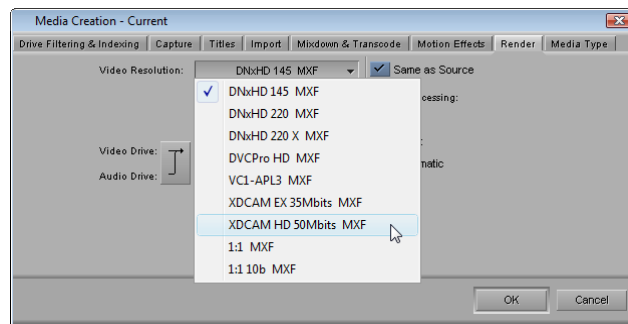 Media Creation - Current
Drive Filtering & Indexing Capture Titles Import Mixdown & Transcode Motion Effects Render Media Type
Video Resolution: DNxHD 145 MXF Same as Source
DNxHD 145 MXF
cessing:
DNxHD 220 MXF
DNxHD 220 X MXF
:
Video Drive:
DVCPro HD MXF
matic
Audio Drive:
VC1-APL3 MXF
XDCAM EX 35Mbits MXF
XDCAM HD 50Mbits MXF
1:1 MXF
1:1 10b MXF
OK Cancel